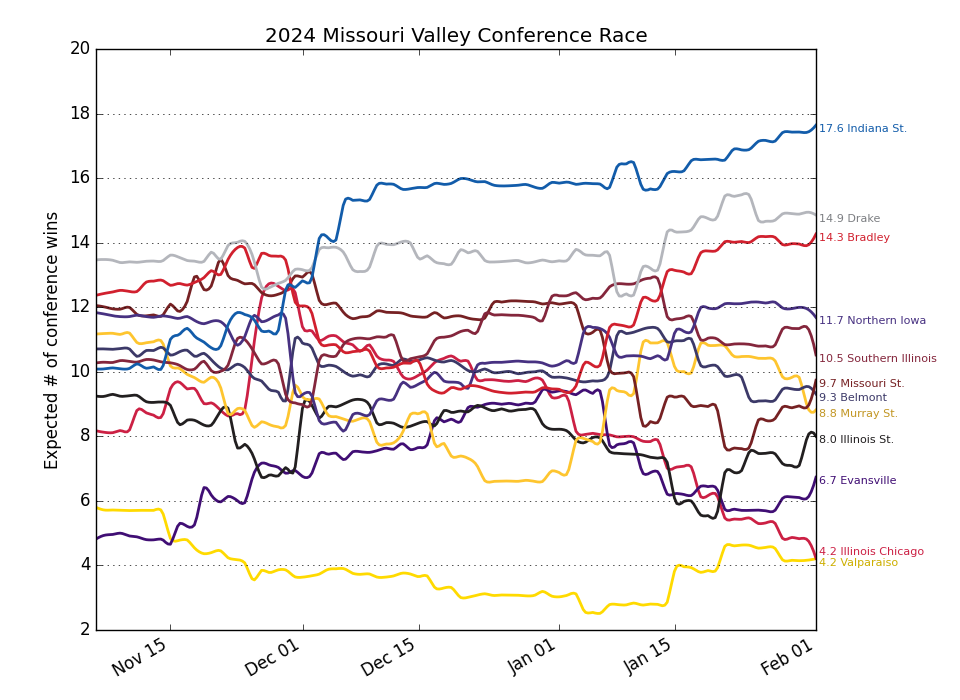 2024 Missouri Valley Conference Race
Expected # of conference wins
20
18
16
14
12
10
8
6
4
2
17.6 Indiana St.
14.9 Drake
14.3 Bradley
11.7 Northern Iowa
10.5 Southern Illinois
9.7 Missouri St.
9.3 Belmont
8.8 Murray St.
8.0 Illinois St.
6.7 Evansville
4.2 Illinois Chicago
4.2 Valparaiso
Nov 15
Dec 01
Dec 15
Jan 01
Jan 15
Feb 01